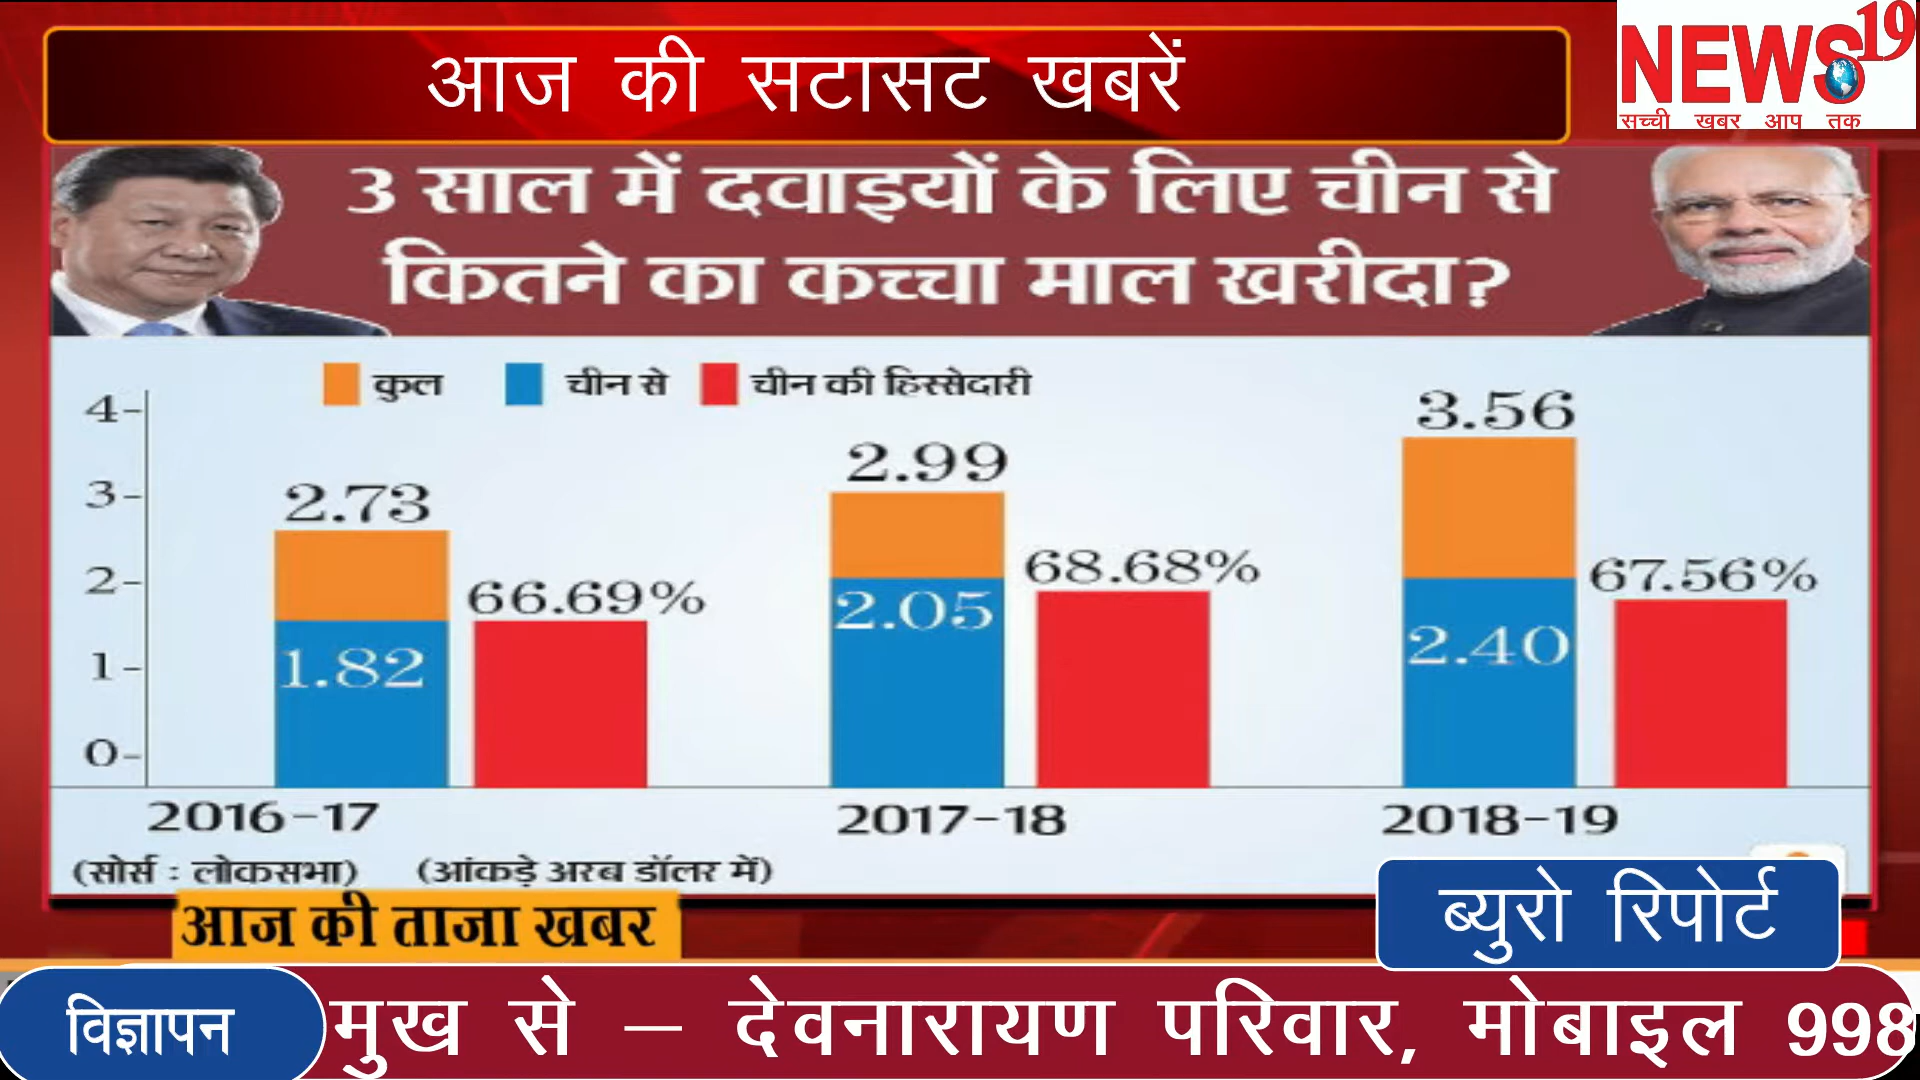 आज की सटासट खबरें
NEWS19
सच्ची खबर आप तक
3 साल में दवाइयों के लिए चीन से
कितने का कच्चा माल खरीदा?
कुल
चीन से
चीन की हिस्सेदारी
4
3
2
1
0
2.73
1.82
66.69%
2.99
2.05
68.68%
3.56
2.40
67.56%
2016-17
2017-18
2018-19
(सोर्स : लोकसभा) (आंकड़े अरब डॉलर में)
आज की ताजा खबर
ब्युरो रिपोर्ट
विज्ञापन
मुख से – देवनारायण परिवार, मोबाइल 998